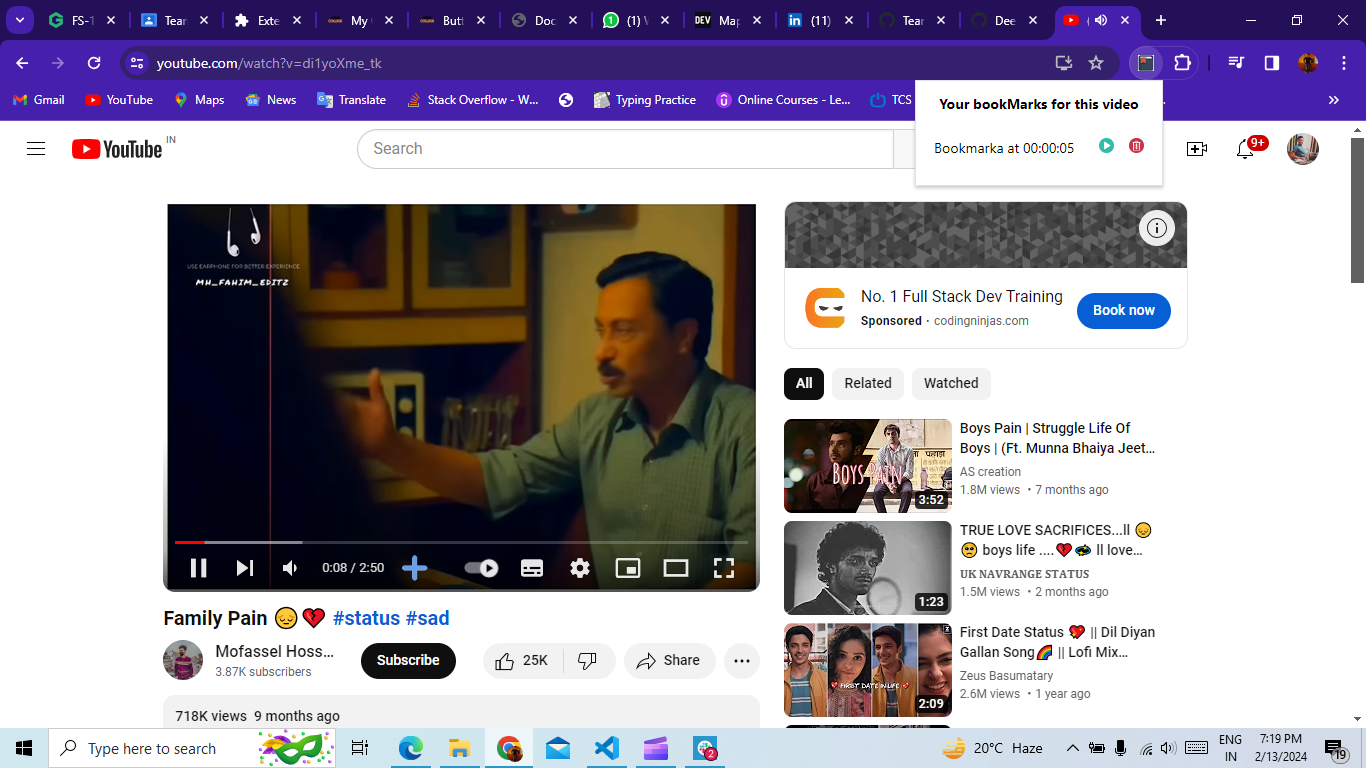 FS-1
Tear
Exte
My
Butt
Doc
(1)
DEV
Map
in
(11)
Tear
Dee
youtube.com/watch?v=di1yoXme_tk
Gmail
YouTube
Maps
News
Translate
Stack Overflow - W...
Typing Practice
Online Courses - Le...
TCS
Your bookMarks for this video
Bookmarka at 00:00:05
YouTube IN
Search
9+
USE EARPHONE FOR BETTER EXPERIENCE
MH_FAHIM_EDITZ
0:08 / 2:50
Family Pain 😔💔 #status #sad
Mofassel Hoss...
3.87K subscribers
Subscribe
25K
Share
718K views 9 months ago
No. 1 Full Stack Dev Training
Sponsored · codingninjas.com
Book now
All
Related
Watched
BOYS PAIN
3:52
Boys Pain | Struggle Life Of
Boys | (Ft. Munna Bhaiya Jeet...
AS creation
1.8M views • 7 months ago
1:23
TRUE LOVE SACRIFICES...ll 😔
🥺 boys life ....💔 ll love...
UK NAVRANGE STATUS
1.5M views • 2 months ago
FIRST DATE IN LIFE
2:09
First Date Status 💖 || Dil Diyan
Gallan Song🌈 || Lofi Mix...
Zeus Basumatary
2.6M views • 1 year ago
Type here to search
2
20°C Haze
ENG
IN
7:19 PM
2/13/2024
19